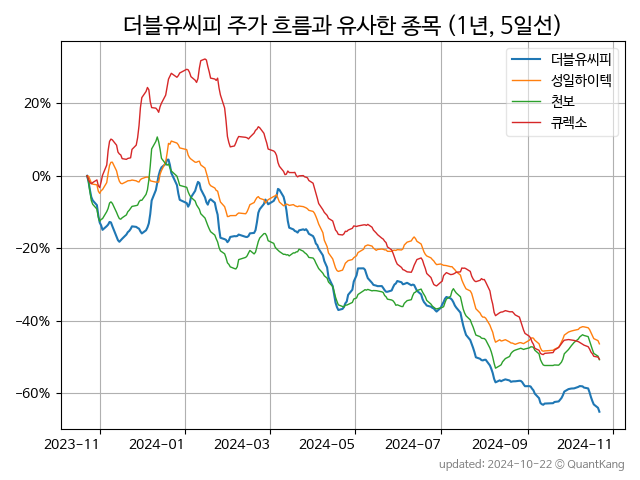 더블유씨피 주가 흐름과 유사한 종목 (1년, 5일선)
더블유씨피
성일하이텍
천보
큐렉소
20%
0%
−20%
−40%
−60%
2023−11
2024−01
2024−03
2024−05
2024−07
2024−09
2024−11
updated: 2024-10-22 © QuantKang